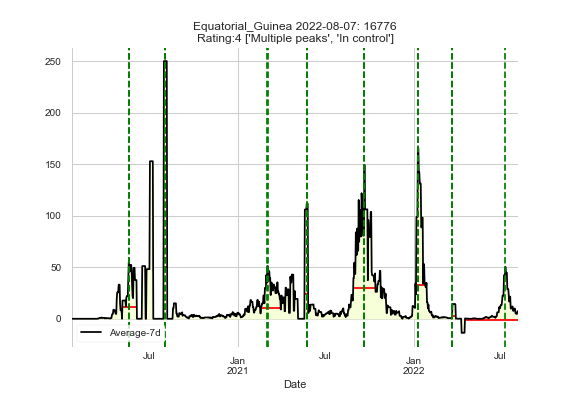 Equatorial_Guinea 2022-08-07: 16776
Rating:4 ['Multiple peaks', 'In control']
250
200
150
100
50
0
Average-7d
Jul
Jan
2021
Jul
Jan
2022
Jul
Date